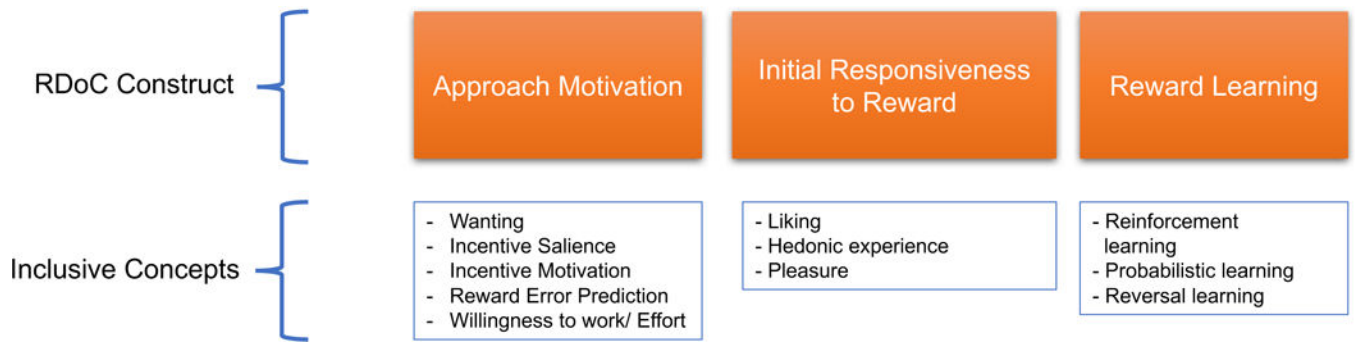 RDoC Construct
Approach Motivation
Initial Responsiveness
to Reward
Reward Learning
Inclusive Concepts
- Wanting
- Incentive Salience
- Incentive Motivation
- Reward Error Prediction
- Willingness to work/ Effort
- Liking
- Hedonic experience
- Pleasure
- Reinforcement
learning
- Probabilistic learning
- Reversal learning